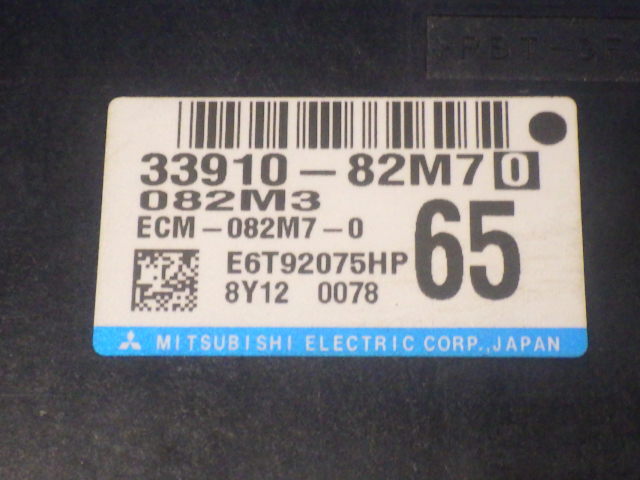 33910-82M70
082M3
ECM-082M7-0
65
E6T92075HP
8Y12 0078
MITSUBISHI ELECTRIC CORP., JAPAN